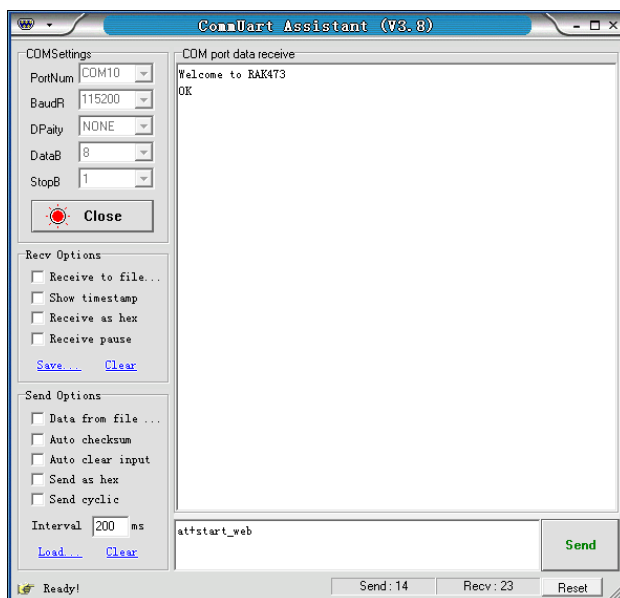 CommUart Assistant (V3.8)
COMSettings
PortNum COM10
BaudR 115200
DPaity NONE
DataB 8
StopB 1
Close
Recv Options
Receive to file...
Show timestamp
Receive as hex
Receive pause
Save... Clear
Send Options
Data from file ...
Auto checksum
Auto clear input
Send as hex
Send cyclic
Interval 200 ms
Load... Clear
COM port data receive
Welcome to RAK473
OK
at+start_web
Send
Ready!
Send : 14
Recv : 23
Reset